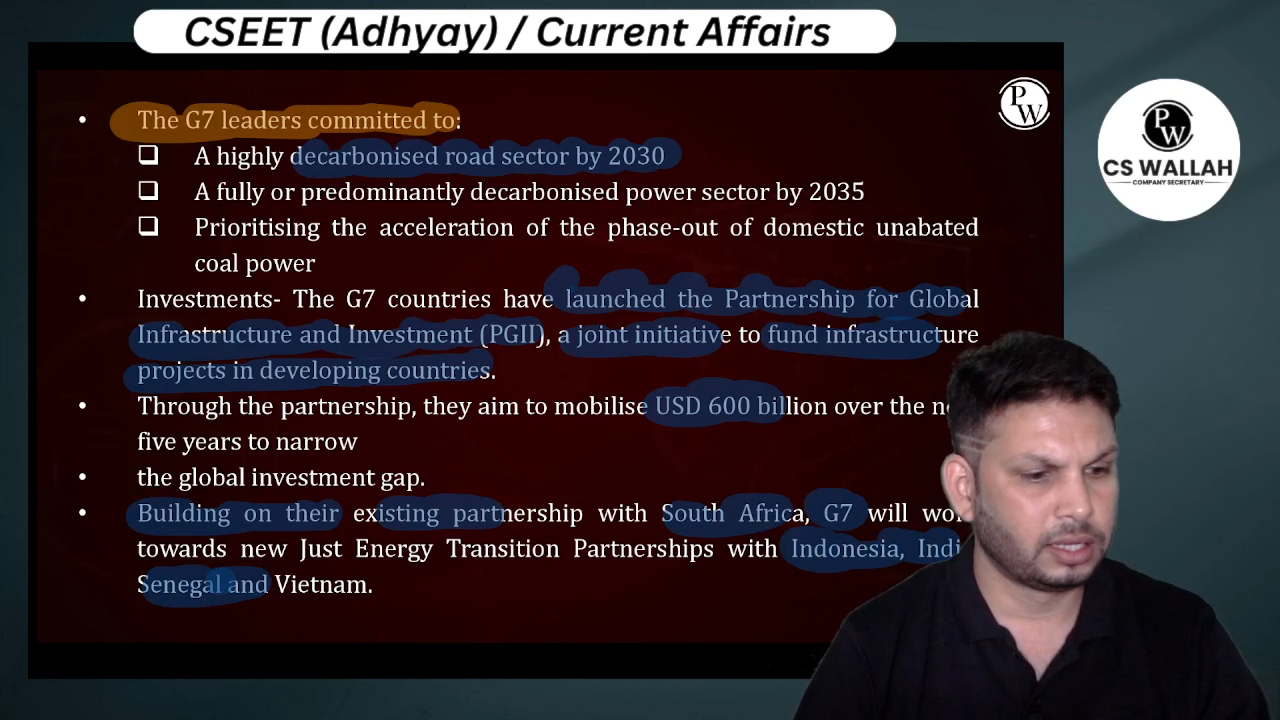 CSEET (Adhyay) / Current Affairs
PW
• The G7 leaders committed to:
❑ A highly decarbonised road sector by 2030
❑ A fully or predominantly decarbonised power sector by 2035
❑ Prioritising the acceleration of the phase-out of domestic unabated
coal power
• Investments- The G7 countries have launched the Partnership for Global
Infrastructure and Investment (PGII), a joint initiative to fund infrastructure
projects in developing countries.
• Through the partnership, they aim to mobilise USD 600 billion over the
five years to narrow
• the global investment gap.
• Building on their existing partnership with South Africa, G7 will
towards new Just Energy Transition Partnerships with Indonesia,
Senegal and Vietnam.
PW
CS WALLAH
COMPANY SECRETARY